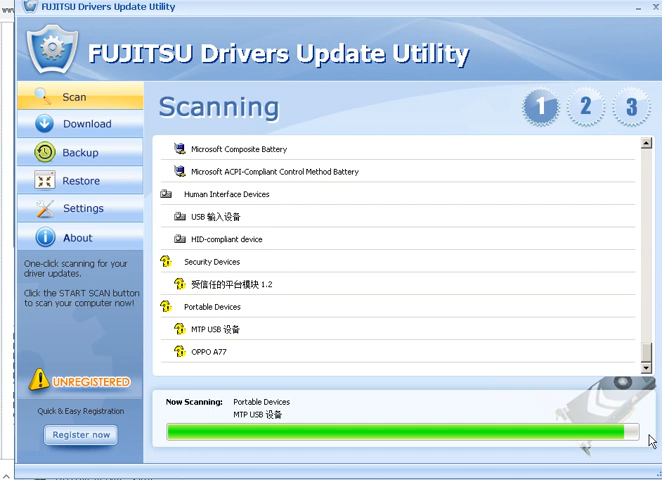 ww
FUJITSU Drivers Update Utility
FUJITSU Drivers Update Utility
Scan
Download
Backup
Restore
Settings
About
One-click scanning for your
driver updates.
Click the START SCAN button
to scan your computer now!
UNREGISTERED
Quick & Easy Registration
Register now
Scanning
1 2 3
Microsoft Composite Battery
Microsoft ACPI-Compliant Control Method Battery
Human Interface Devices
USB 输入设备
HID-compliant device
Security Devices
受信任的平台模块 1.2
Portable Devices
MTP USB 设备
OPPO A77
Now Scanning: Portable Devices
MTP USB 设备